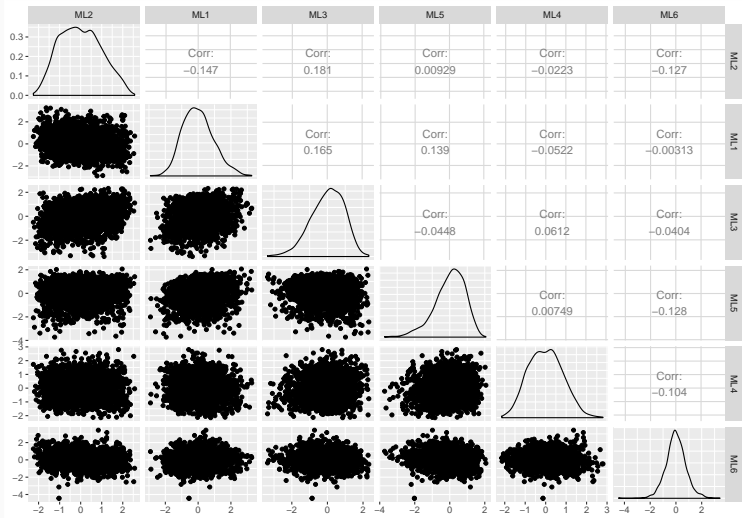 ML2 ML1 ML3 ML5 ML4 ML6
0.3
0.2
0.1
0.0
Corr:
−0.147
Corr:
0.181
Corr:
0.00929
Corr:
−0.0223
Corr:
−0.127
ML2
2
0
−2
Corr:
0.165
Corr:
0.139
Corr:
−0.0522
Corr:
−0.00313
ML1
2
0
−2
Corr:
−0.0448
Corr:
0.0612
Corr:
−0.0404
ML3
2
0
−2
−4
Corr:
0.00749
Corr:
−0.128
ML5
3
2
1
0
−1
−2
Corr:
−0.104
ML4
2
0
−2
−4
ML6
−2 −1 0 1 2 −2 0 2 −2 0 2 −4 −2 0 2 −2 −1 0 1 2 3 −4 −2 0 2